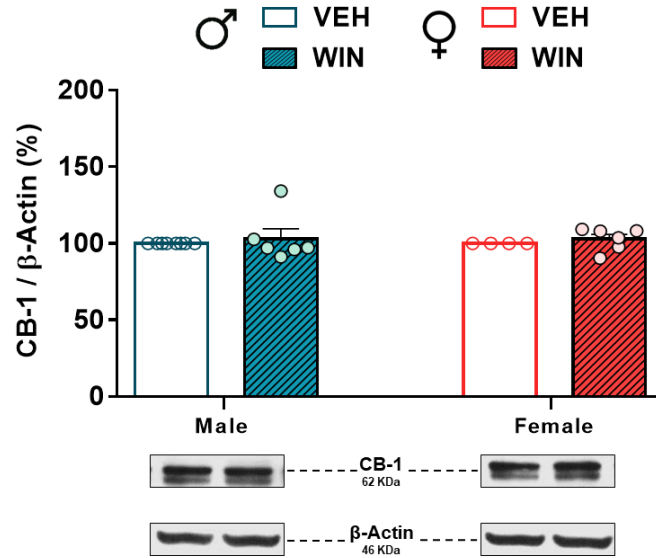 ♂ VEH ♀ VEH
WIN WIN
CB-1 / β-Actin (%)
200
150
100
50
0
Male Female
CB-1
62 KDa
β-Actin
46 KDa